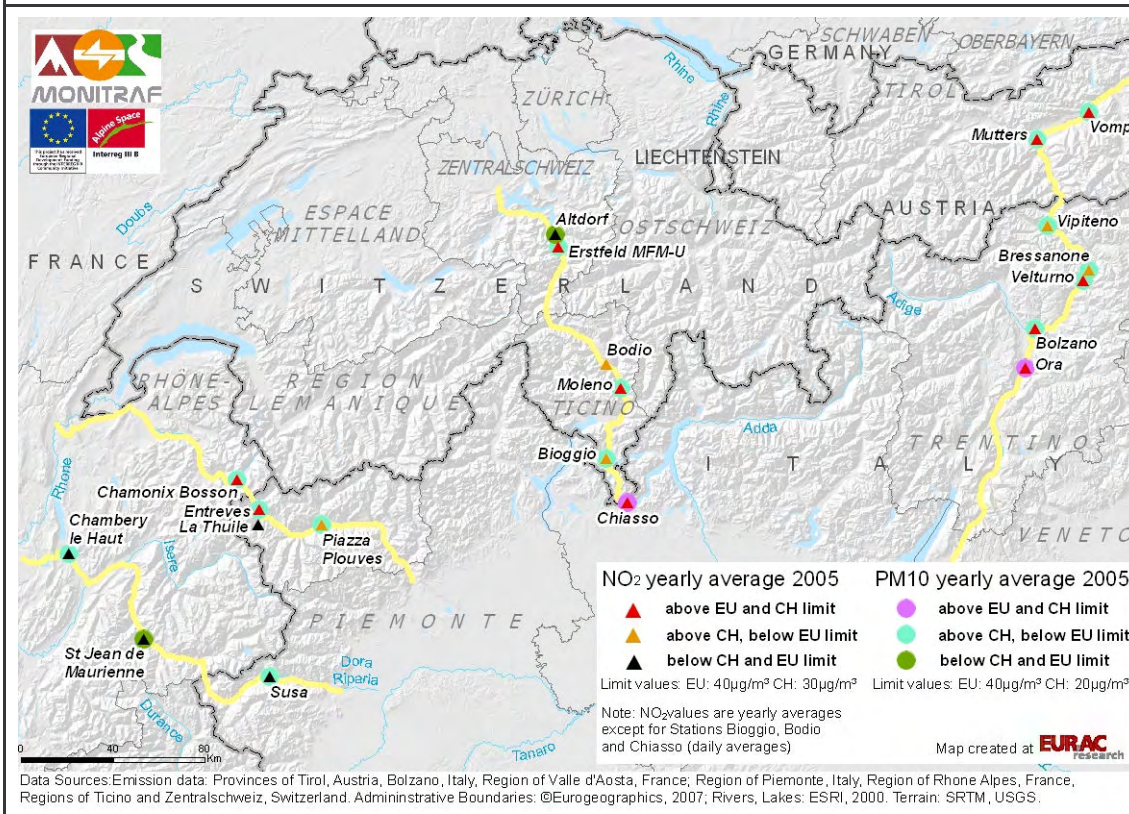 MONITRAF
Alpine Space
Interreg III B
SCHWABEN
OBERBAYERN
GERMANY
Rhine
Rhine
ZÜRICH
TIROL
Mutters
Vomp
ZENTRALSCHWEIZ
LIECHTENSTEIN
Doubs
ESPACE
MITTELLAND
Altdorf
OSTSCHWEIZ
AUSTRIA
Vipiteno
Erstfeld MFM-U
FRANCE
Bressanone
Velturno
SWITZERLAND
Adige
Bolzano
Ora
Bodio
RHÔNE-
ALPES
REGION
LEMANIQUE
Moleno
TICINO
Adda
TRENTINO
Bioggio
ITALY
Rhone
Chamonix Bosson
Entreves
La Thuile
Chiasso
Chambery
le Haut
Isere
Piazza
Plouves
VENETO
PIEMONTE
St Jean de
Maurienne
Dora
Riparia
Susa
Durance
Tanaro
NO2 yearly average 2005
above EU and CH limit
above CH, below EU limit
below CH and EU limit
Limit values: EU: 40µg/m³ CH: 30µg/m³
PM10 yearly average 2005
above EU and CH limit
above CH, below EU limit
below CH and EU limit
Limit values: EU: 40µg/m³ CH: 20µg/m³
Note: NO2values are yearly averages
except for Stations Bioggio, Bodio
and Chiasso (daily averages)
Map created at EURAC
research
0 40 80
Km
Data Sources:Emission data: Provinces of Tirol, Austria, Bolzano, Italy, Region of Valle d'Aosta, France; Region of Piemonte, Italy, Region of Rhone Alpes, France,
Regions of Ticino and Zentralschweiz, Switzerland. Admininstrative Boundaries: ©Eurogeographics, 2007; Rivers, Lakes: ESRI, 2000. Terrain: SRTM, USGS.